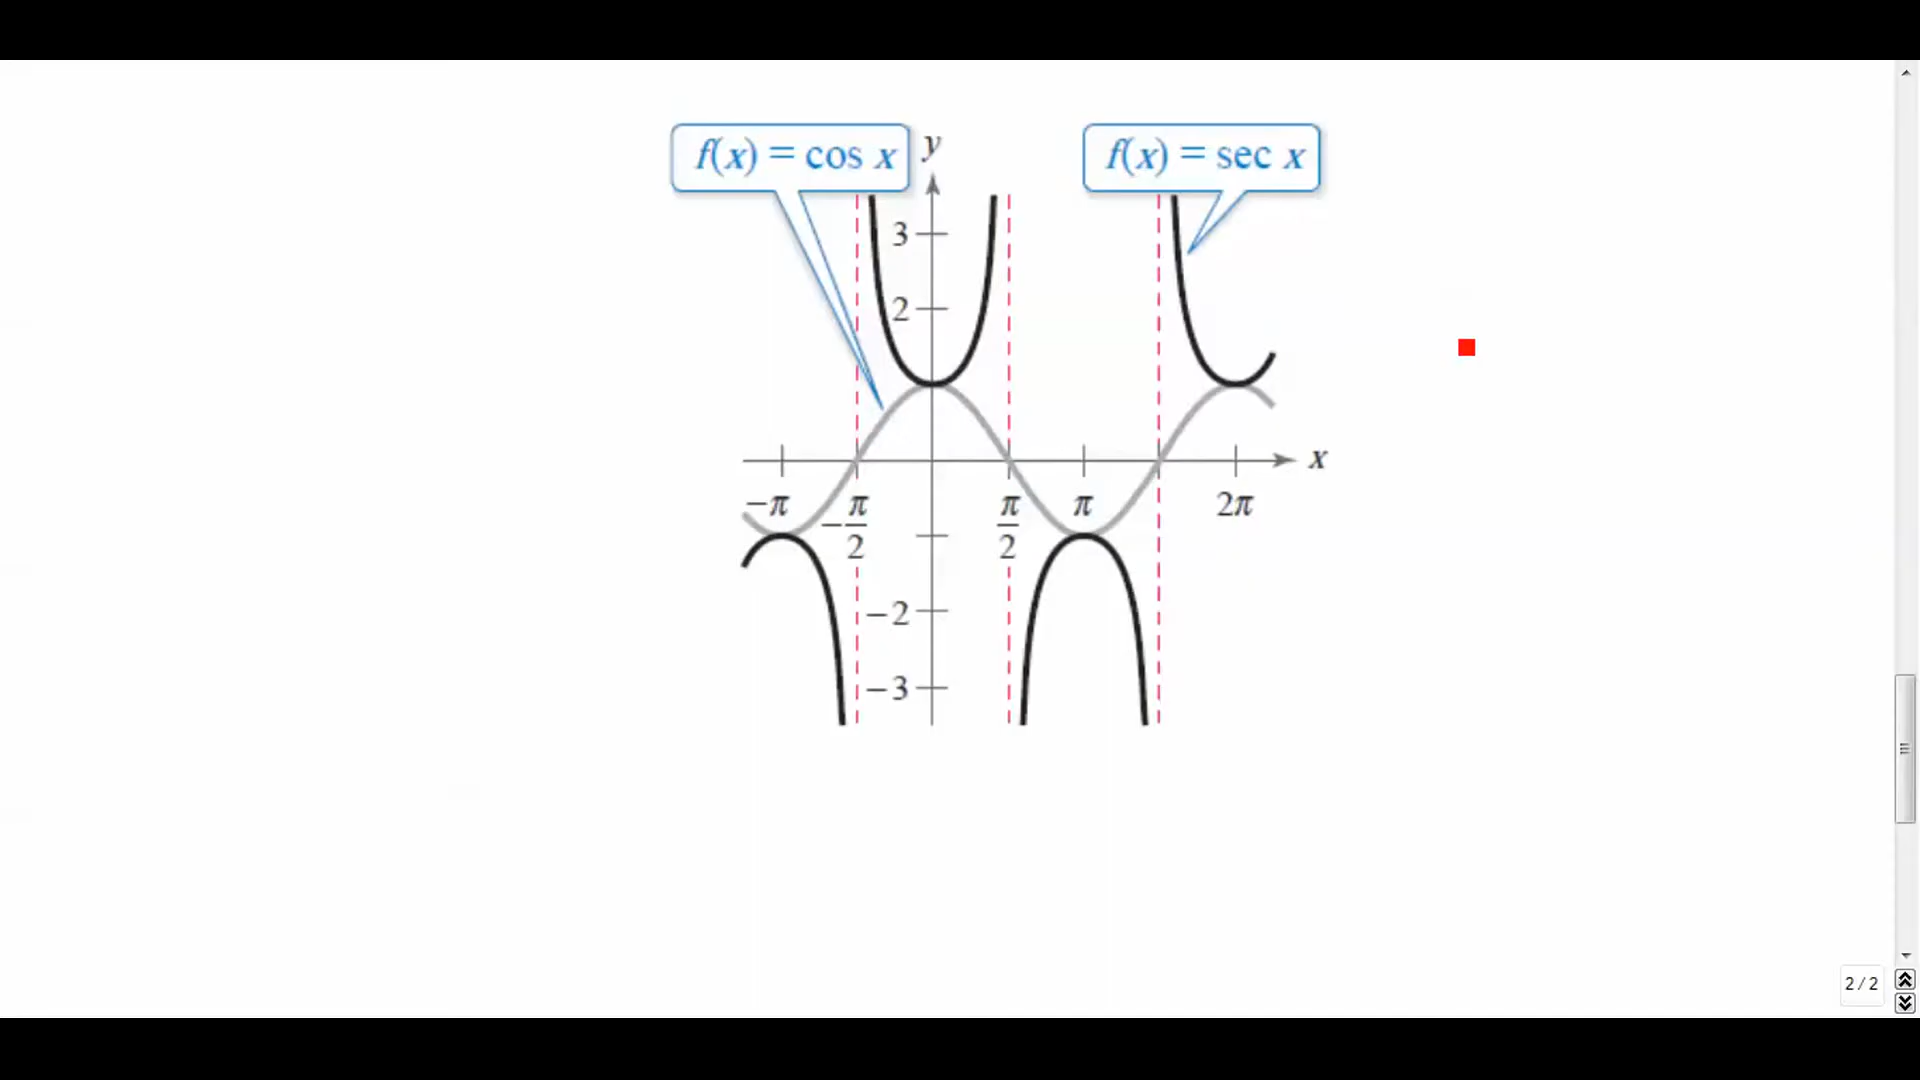 f(x) = cos x
y
f(x) = sec x
3
2
x
−π
−π/2
π/2
π
2π
−2
−3
2 / 2